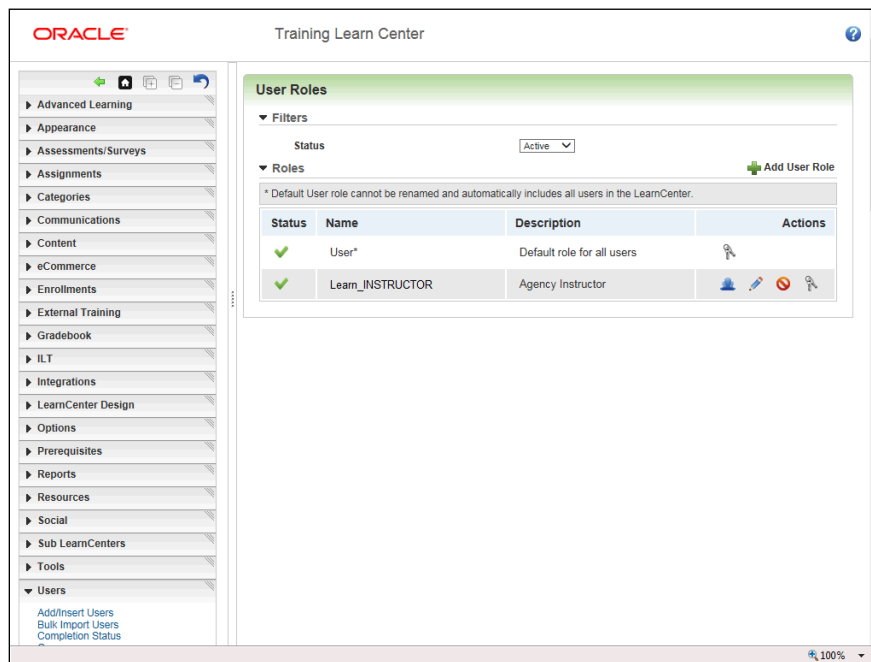 ORACLE
Training Learn Center
Advanced Learning
Appearance
Assessments/Surveys
Assignments
Categories
Communications
Content
eCommerce
Enrollments
External Training
Gradebook
ILT
Integrations
LearnCenter Design
Options
Prerequisites
Reports
Resources
Social
Sub LearnCenters
Tools
Users
Add/Insert Users
Bulk Import Users
Completion Status
User Roles
Filters
Status Active
Roles Add User Role
* Default User role cannot be renamed and automatically includes all users in the LearnCenter.
Status Name Description Actions
User* Default role for all users
Learn_INSTRUCTOR Agency Instructor
100%